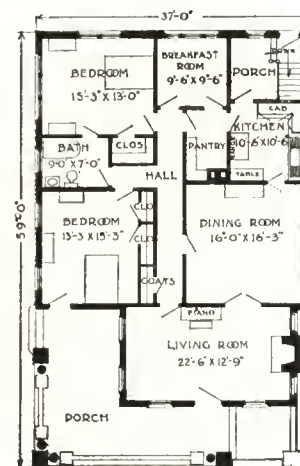 37'-0"
BEDROOM
15'-3" X 13'-0"
BREAKFAST
ROOM
9'-6" X 9'-6"
PORCH
DOWN
CAB
KITCHEN
10'-6" X 10'-6"
PANTRY
TABLE
BATH
9'-0" X 7'-0"
CLOS.
HALL
59'-0"
BEDROOM
13'-3" X 15'-3"
CLO
CLO
COATS
DINING ROOM
16'-0" X 16'-3"
PIANO
LIVING ROOM
22'-6" X 12'-9"
PORCH